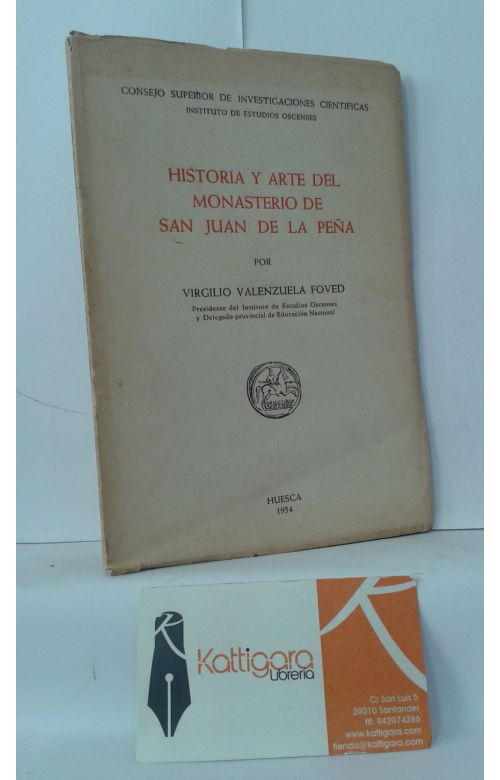 CONSEJO SUPERIOR DE INVESTIGACIONES CIENTIFICAS
INSTITUTO DE ESTUDIOS OSCENSES
HISTORIA Y ARTE DEL
MONASTERIO DE
SAN JUAN DE LA PEÑA
POR
VIRGILIO VALENZUELA FOVED
Presidente del Instituto de Estudios Oscenses
y Delegado provincial de Educación Nacional
HUESCA
1954
Kattigara
Librería
C/ San Luis 5
39010 Santander
tlf: 942074286
www.kattigara.com
tienda@kattigara.com